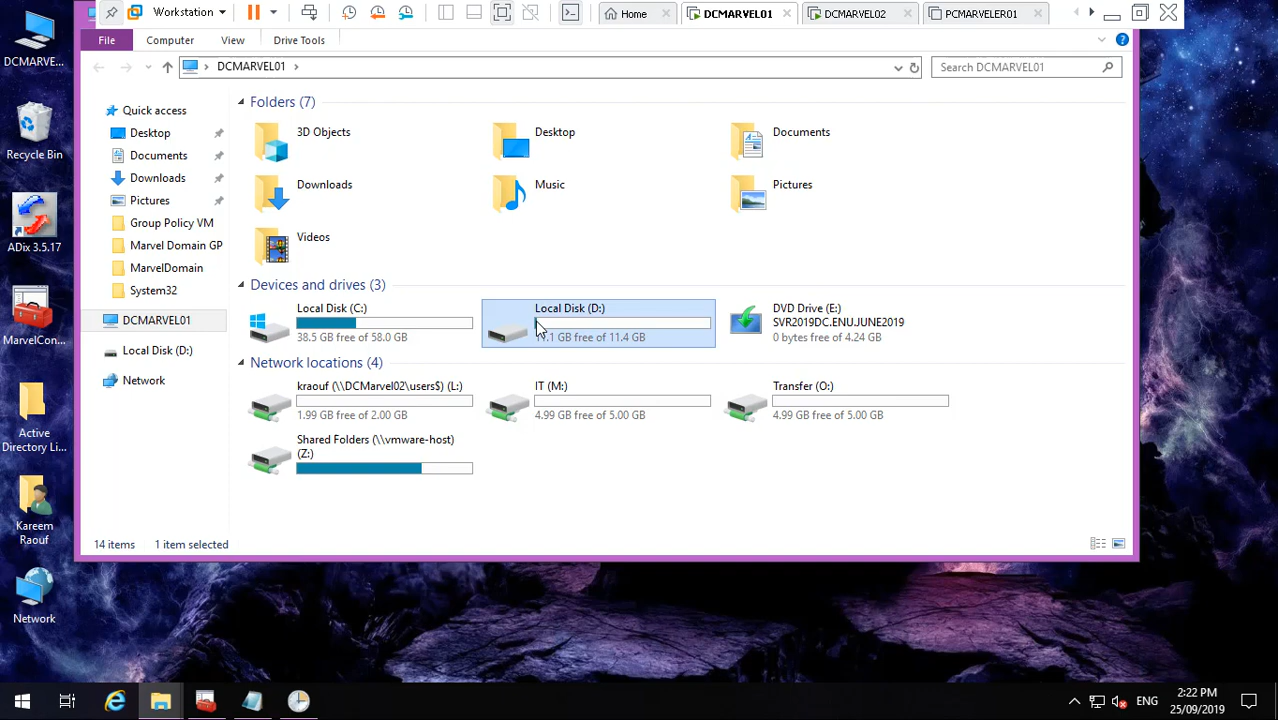 Workstation
Home
DCMARVEL01
DCMARVEL02
PCMARVELER01
File
Computer
View
Drive Tools
DCMARVEL01
Search DCMARVEL01
DCMARVE...
Recycle Bin
ADix 3.5.17
MarvelCon...
Active
Directory Li...
Kareem
Raouf
Network
Quick access
Desktop
Documents
Downloads
Pictures
Group Policy VM
Marvel Domain GP
MarvelDomain
System32
DCMARVEL01
Local Disk (D:)
Network
Folders (7)
3D Objects
Desktop
Documents
Downloads
Music
Pictures
Videos
Devices and drives (3)
Local Disk (C:)
38.5 GB free of 58.0 GB
Local Disk (D:)
GB free of 11.4 GB
DVD Drive (E:)
SVR2019DC.ENU.JUNE2019
0 bytes free of 4.24 GB
Network locations (4)
kraouf (\\DCMarvel02\users$) (L:)
1.99 GB free of 2.00 GB
IT (M:)
4.99 GB free of 5.00 GB
Transfer (O:)
4.99 GB free of 5.00 GB
Shared Folders (\\vmware-host)
(Z:)
14 items
1 item selected
ENG
2:22 PM
25/09/2019